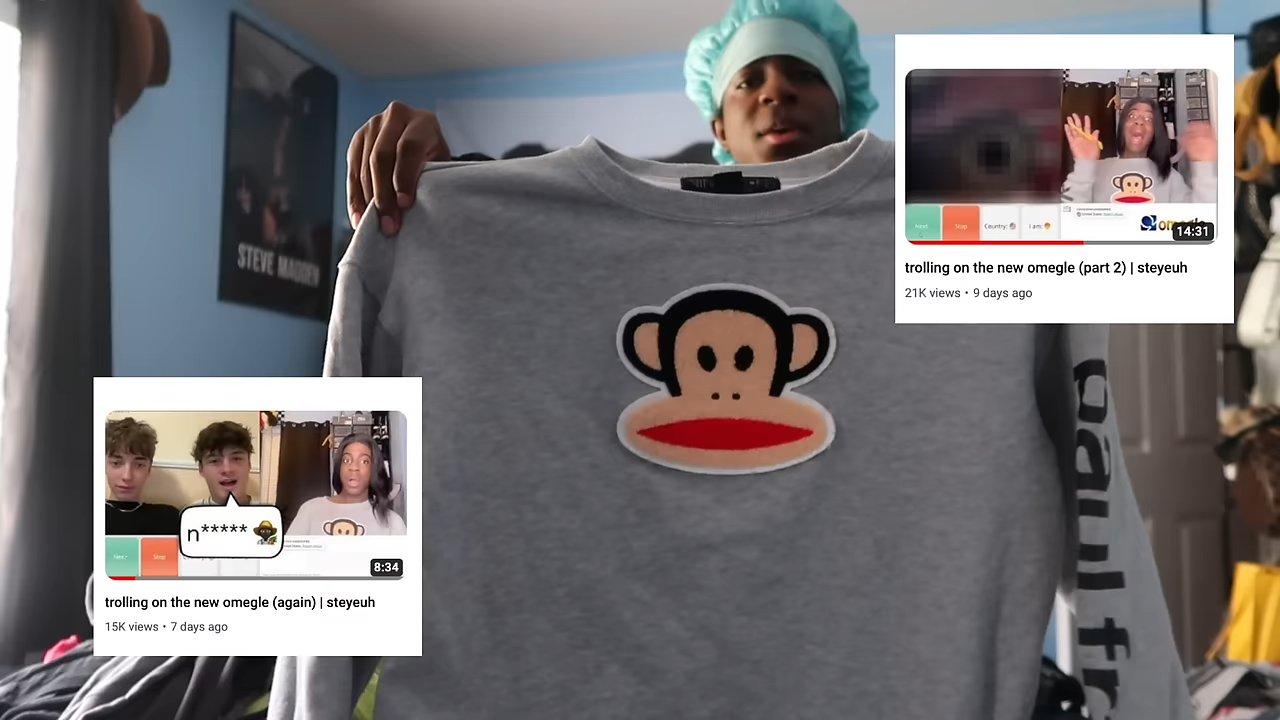 STEVE MADDEN
14:31
trolling on the new omegle (part 2) | steyeuh
21K views • 9 days ago
Next
Stop
Country:
I am:
n*****
Stop
8:34
trolling on the new omegle (again) | steyeuh
15K views • 7 days ago
paul fr